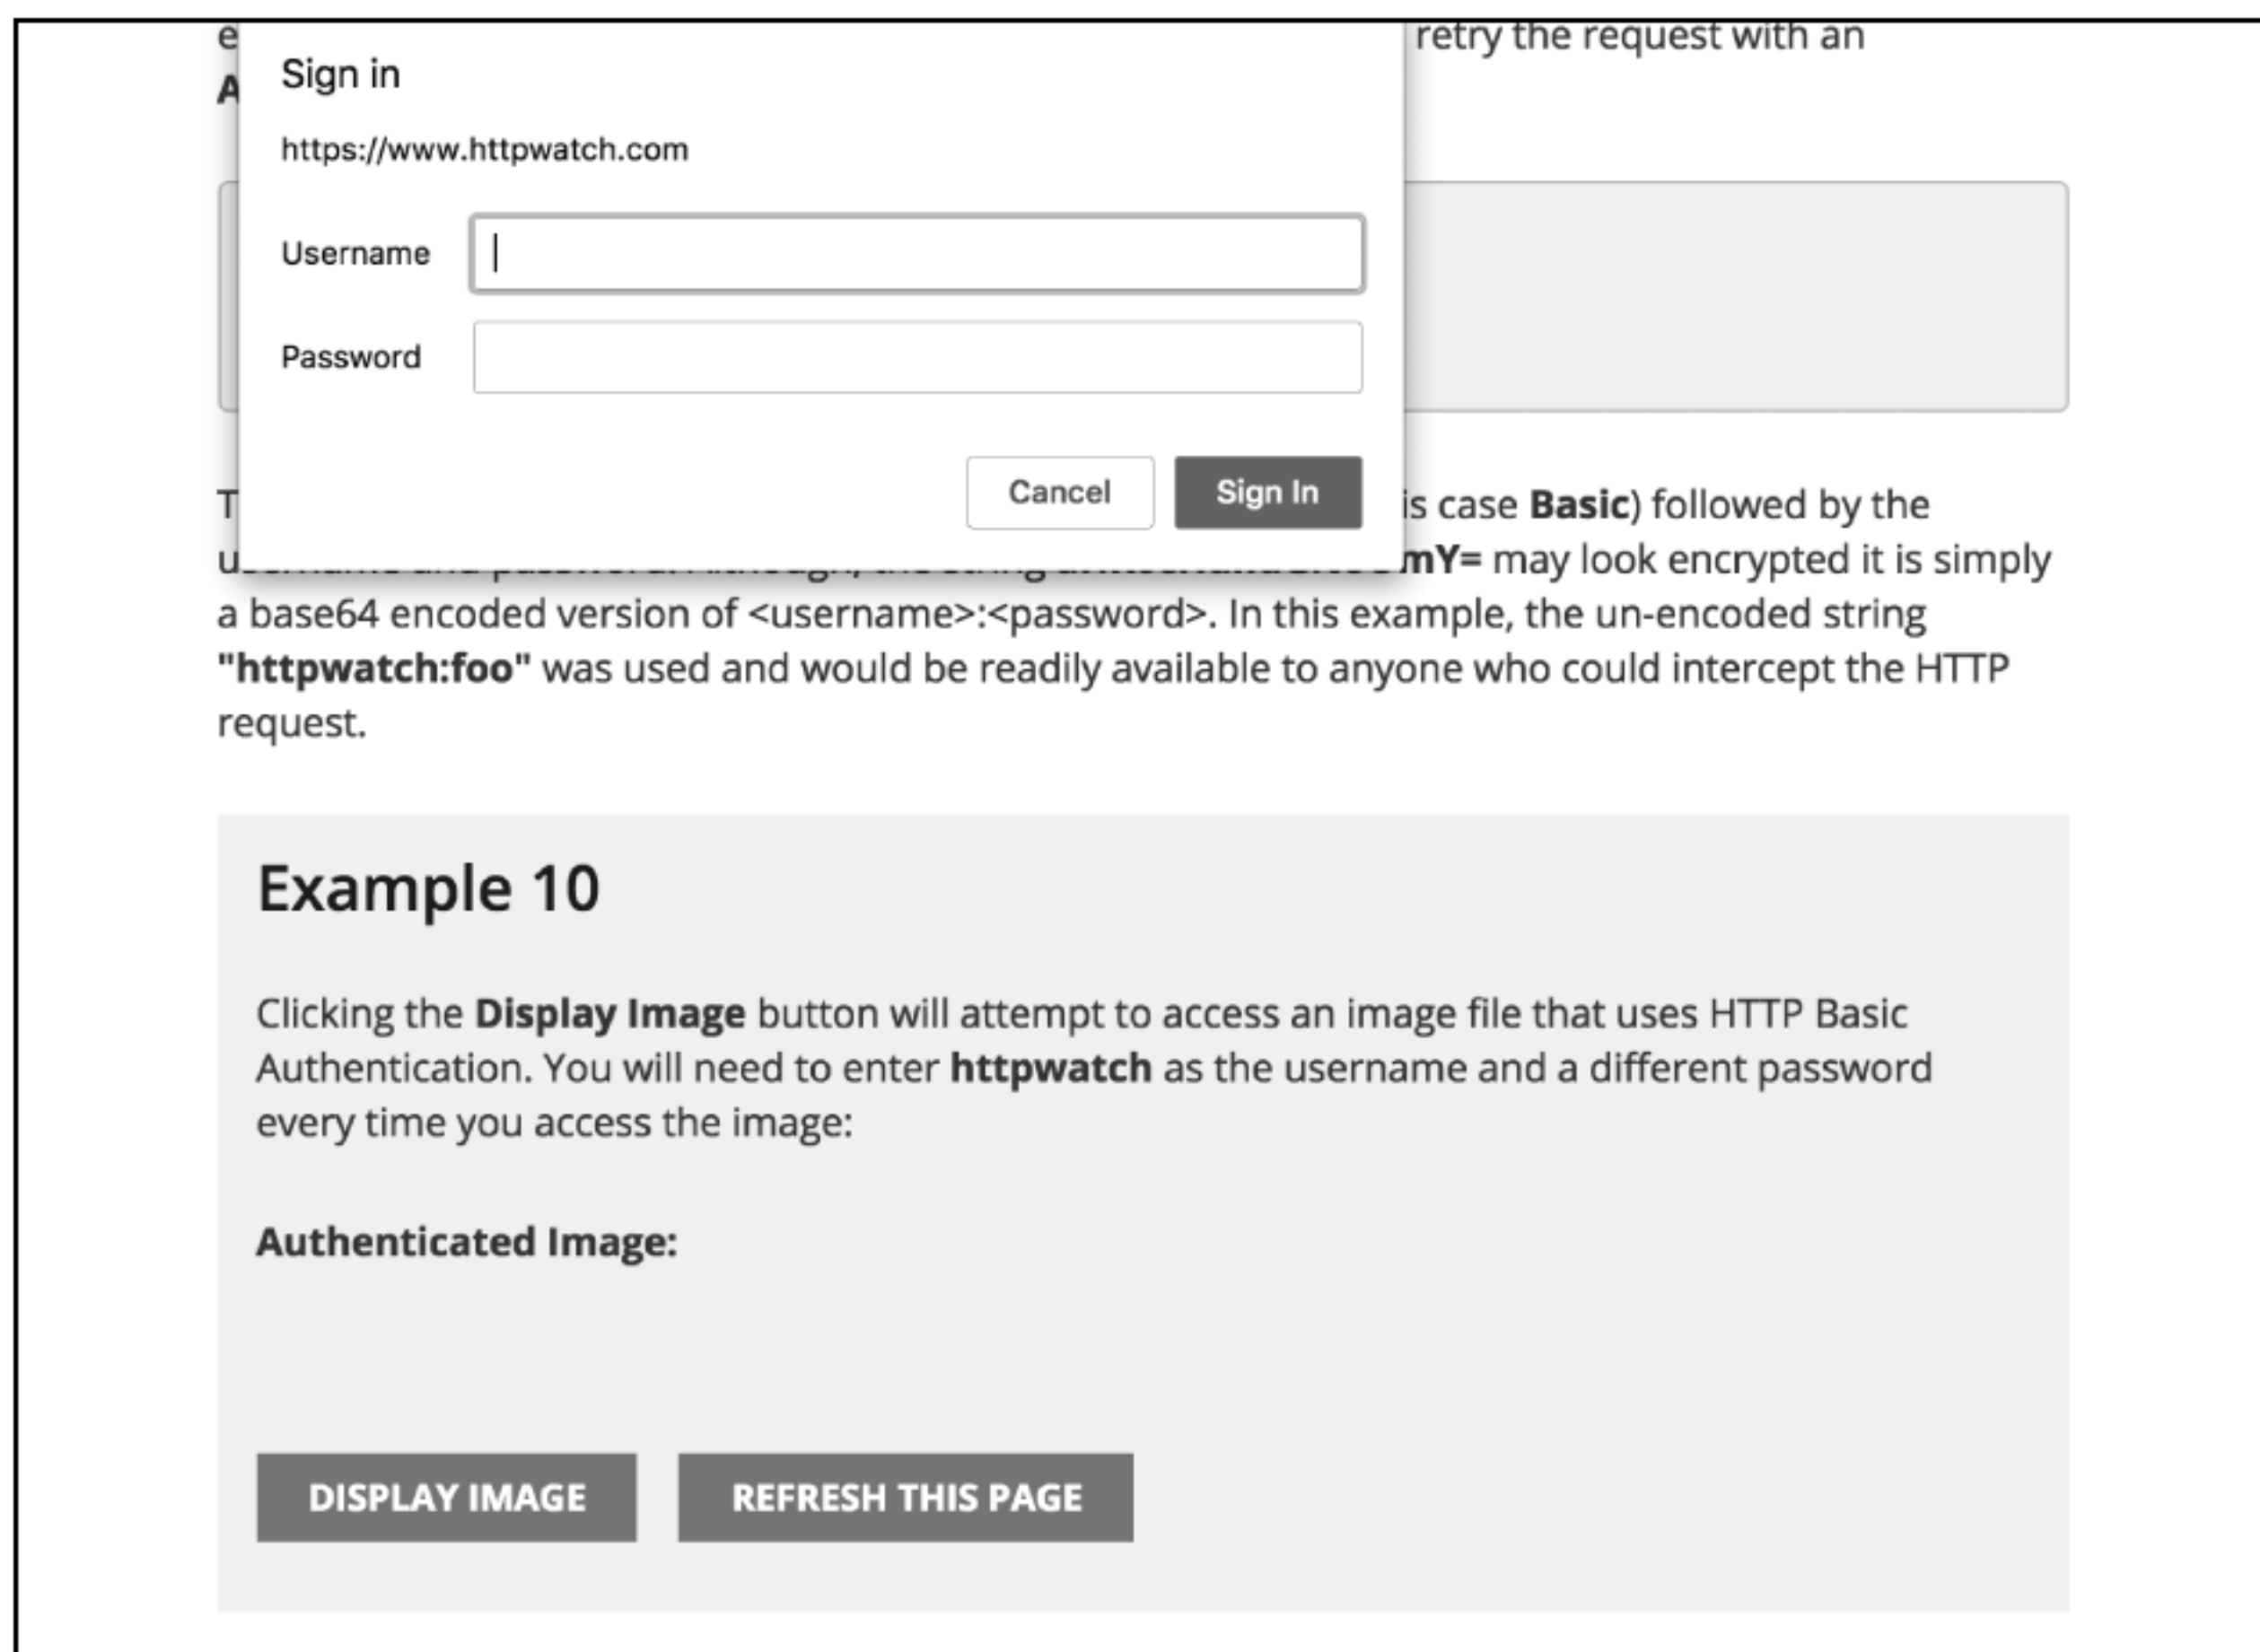 retry the request with an
Sign in
https://www.httpwatch.com
Username
Password
Cancel
Sign In
is case Basic) followed by the
mY= may look encrypted it is simply
a base64 encoded version of <username>:<password>. In this example, the un-encoded string
"httpwatch:foo" was used and would be readily available to anyone who could intercept the HTTP
request.
Example 10
Clicking the Display Image button will attempt to access an image file that uses HTTP Basic
Authentication. You will need to enter httpwatch as the username and a different password
every time you access the image:
Authenticated Image:
DISPLAY IMAGE
REFRESH THIS PAGE